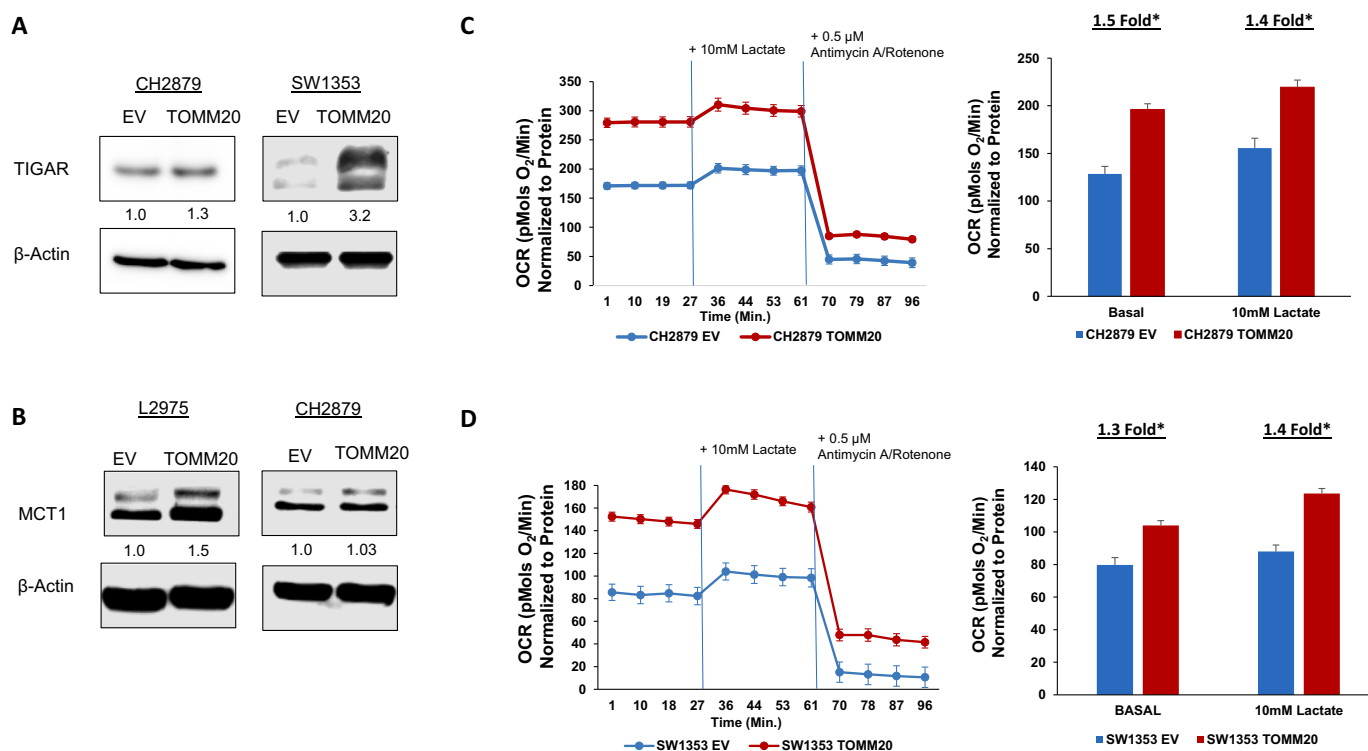 A
CH2879
SW1353
EV TOMM20
EV TOMM20
TIGAR
1.0 1.3
1.0 3.2
β-Actin
B
L2975
CH2879
EV TOMM20
EV TOMM20
MCT1
1.0 1.5
1.0 1.03
β-Actin
C
+ 10mM Lactate
+ 0.5 µM
Antimycin A/Rotenone
OCR (pMols O2/Min)
Normalized to Protein
350
300
250
200
150
100
50
0
1 10 19 27 36 44 53 61 70 79 87 96
Time (Min.)
CH2879 EV CH2879 TOMM20
1.5 Fold*
1.4 Fold*
OCR (pMols O2/Min)
Normalized to Protein
250
200
150
100
50
0
Basal
10mM Lactate
CH2879 EV CH2879 TOMM20
D
+ 10mM Lactate
+ 0.5 µM
Antimycin A/Rotenone
OCR (pMols O2/Min)
Normalized to Protein
180
160
140
120
100
80
60
40
20
0
1 10 18 27 36 44 53 61 70 78 87 96
Time (Min.)
SW1353 EV SW1353 TOMM20
1.3 Fold*
1.4 Fold*
OCR (pMols O2/Min)
Normalized to Protein
140
120
100
80
60
40
20
0
BASAL
10mM Lactate
SW1353 EV SW1353 TOMM20